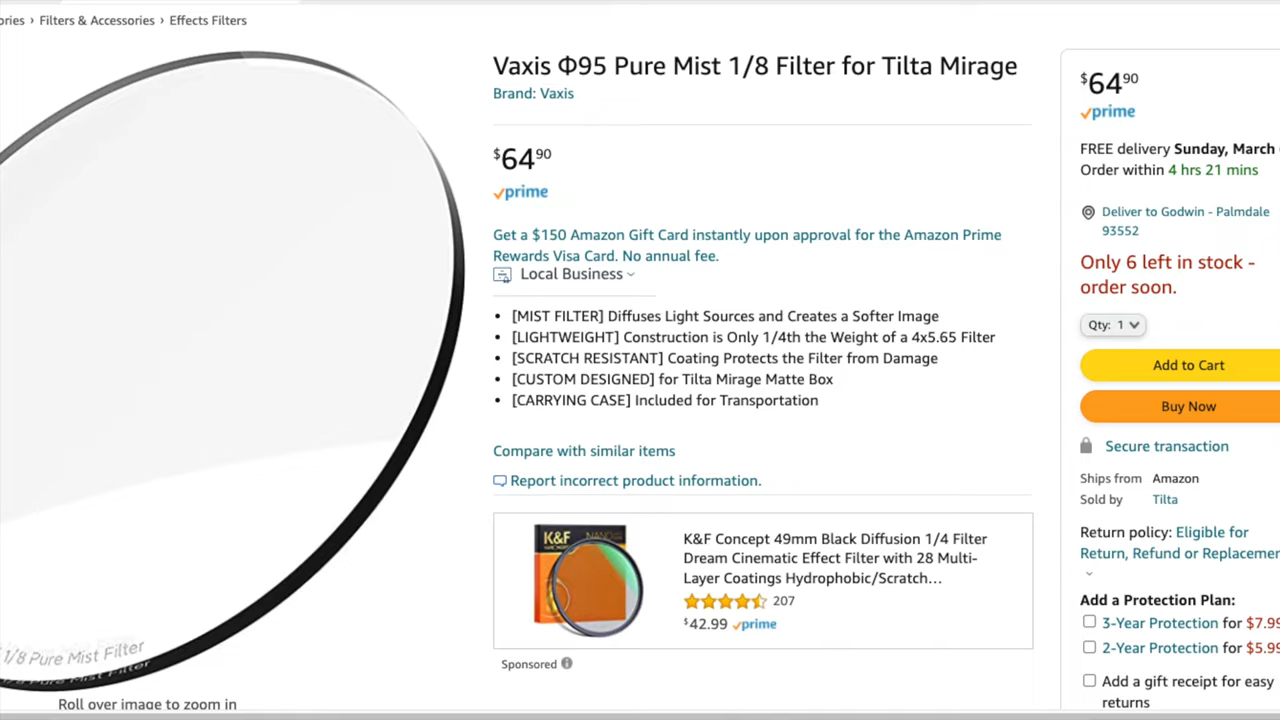 ories › Filters & Accessories › Effects Filters
1/8 Pure Mist Filter
1/8 Pure Mist Filter
Roll over image to zoom in
Vaxis Φ95 Pure Mist 1/8 Filter for Tilta Mirage
Brand: Vaxis
$64.90
prime
Get a $150 Amazon Gift Card instantly upon approval for the Amazon Prime
Rewards Visa Card. No annual fee.
Local Business
• [MIST FILTER] Diffuses Light Sources and Creates a Softer Image
• [LIGHTWEIGHT] Construction is Only 1/4th the Weight of a 4x5.65 Filter
• [SCRATCH RESISTANT] Coating Protects the Filter from Damage
• [CUSTOM DESIGNED] for Tilta Mirage Matte Box
• [CARRYING CASE] Included for Transportation
Compare with similar items
Report incorrect product information.
K&F
K&F Concept 49mm Black Diffusion 1/4 Filter
Dream Cinematic Effect Filter with 28 Multi-
Layer Coatings Hydrophobic/Scratch...
207
$42.99 prime
Sponsored
$64.90
prime
FREE delivery Sunday, March
Order within 4 hrs 21 mins
Deliver to Godwin - Palmdale
93552
Only 6 left in stock -
order soon.
Qty: 1
Add to Cart
Buy Now
Secure transaction
Ships from Amazon
Sold by Tilta
Return policy: Eligible for
Return, Refund or Replacemen
Add a Protection Plan:
3-Year Protection for $7.99
2-Year Protection for $5.99
Add a gift receipt for easy
returns